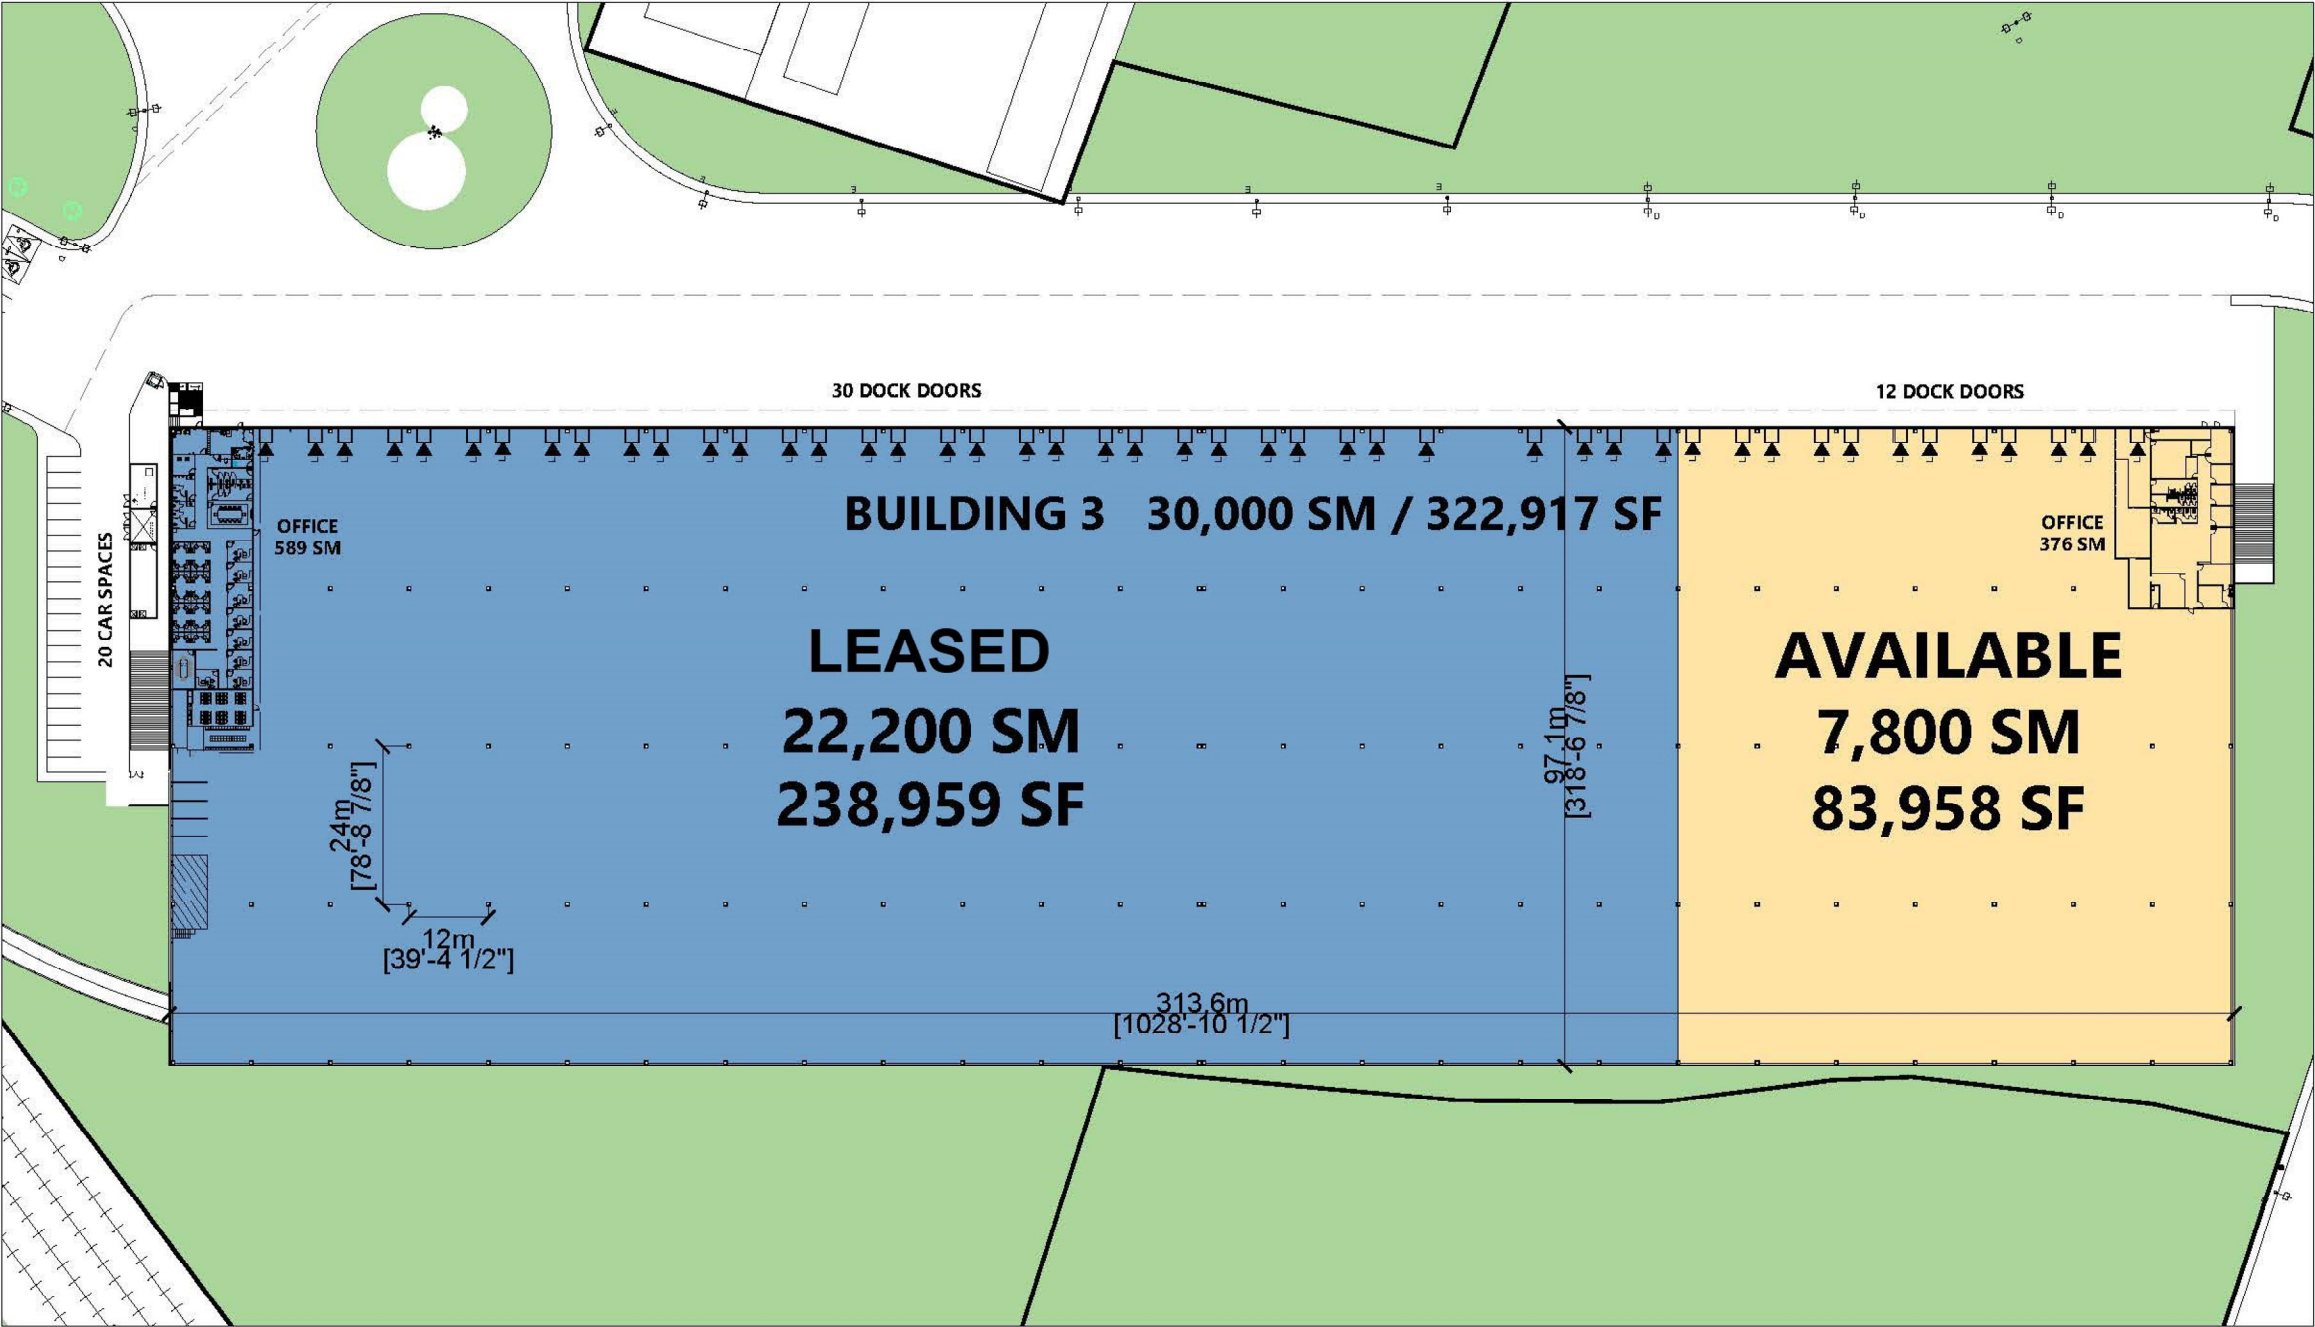 30 DOCK DOORS
12 DOCK DOORS
BUILDING 3 30,000 SM / 322,917 SF
OFFICE
589 SM
OFFICE
376 SM
20 CAR SPACES
LEASED
22,200 SM
238,959 SF
AVAILABLE
7,800 SM
83,958 SF
97.1m
[318'-6 7/8"]
24m
[78'-8 7/8"]
12m
[39'-4 1/2"]
313.6m
[1028'-10 1/2"]